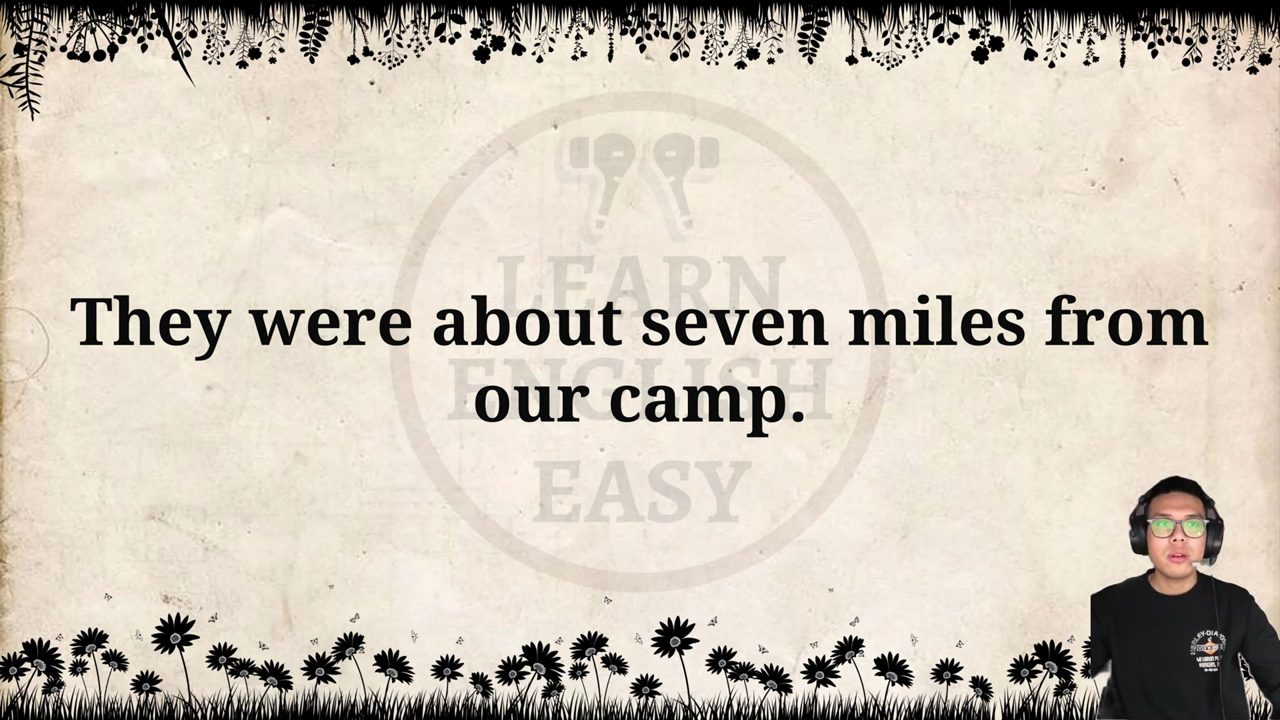 LEARN
They were about seven miles from
ENGLISH
our camp.
EASY